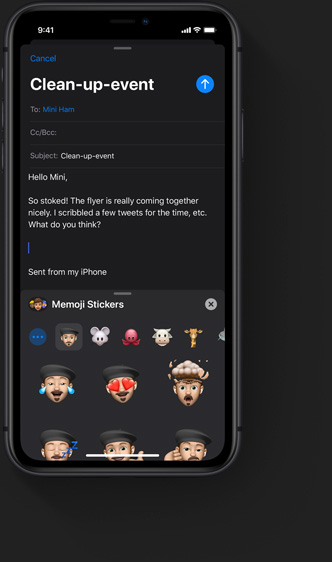 9:41
Cancel
Clean-up-event
To: Mini Ham
Cc/Bcc:
Subject: Clean-up-event
Hello Mini,
So stoked! The flyer is really coming together
nicely. I scribbled a few tweets for the time, etc.
What do you think?
Sent from my iPhone
Memoji Stickers